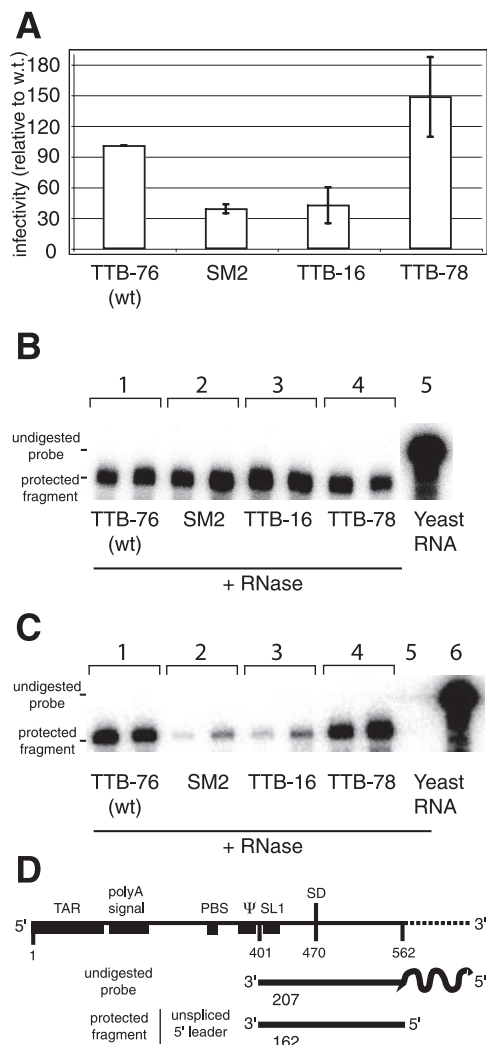 A
infectivity (relative to w.t.)
180
150
120
90
60
30
0
TTB-76 (wt)
SM2
TTB-16
TTB-78
B
1 2 3 4 5
undigested probe
protected fragment
TTB-76 (wt)
SM2
TTB-16
TTB-78
Yeast RNA
+ RNase
C
1 2 3 4 5 6
undigested probe
protected fragment
TTB-76 (wt)
SM2
TTB-16
TTB-78
Yeast RNA
+ RNase
D
TAR
polyA signal
PBS
Ψ
SL1
SD
5'
3'
1
401
470
562
undigested probe
3'
207
5'
protected fragment
unspliced 5' leader
3'
162
5'